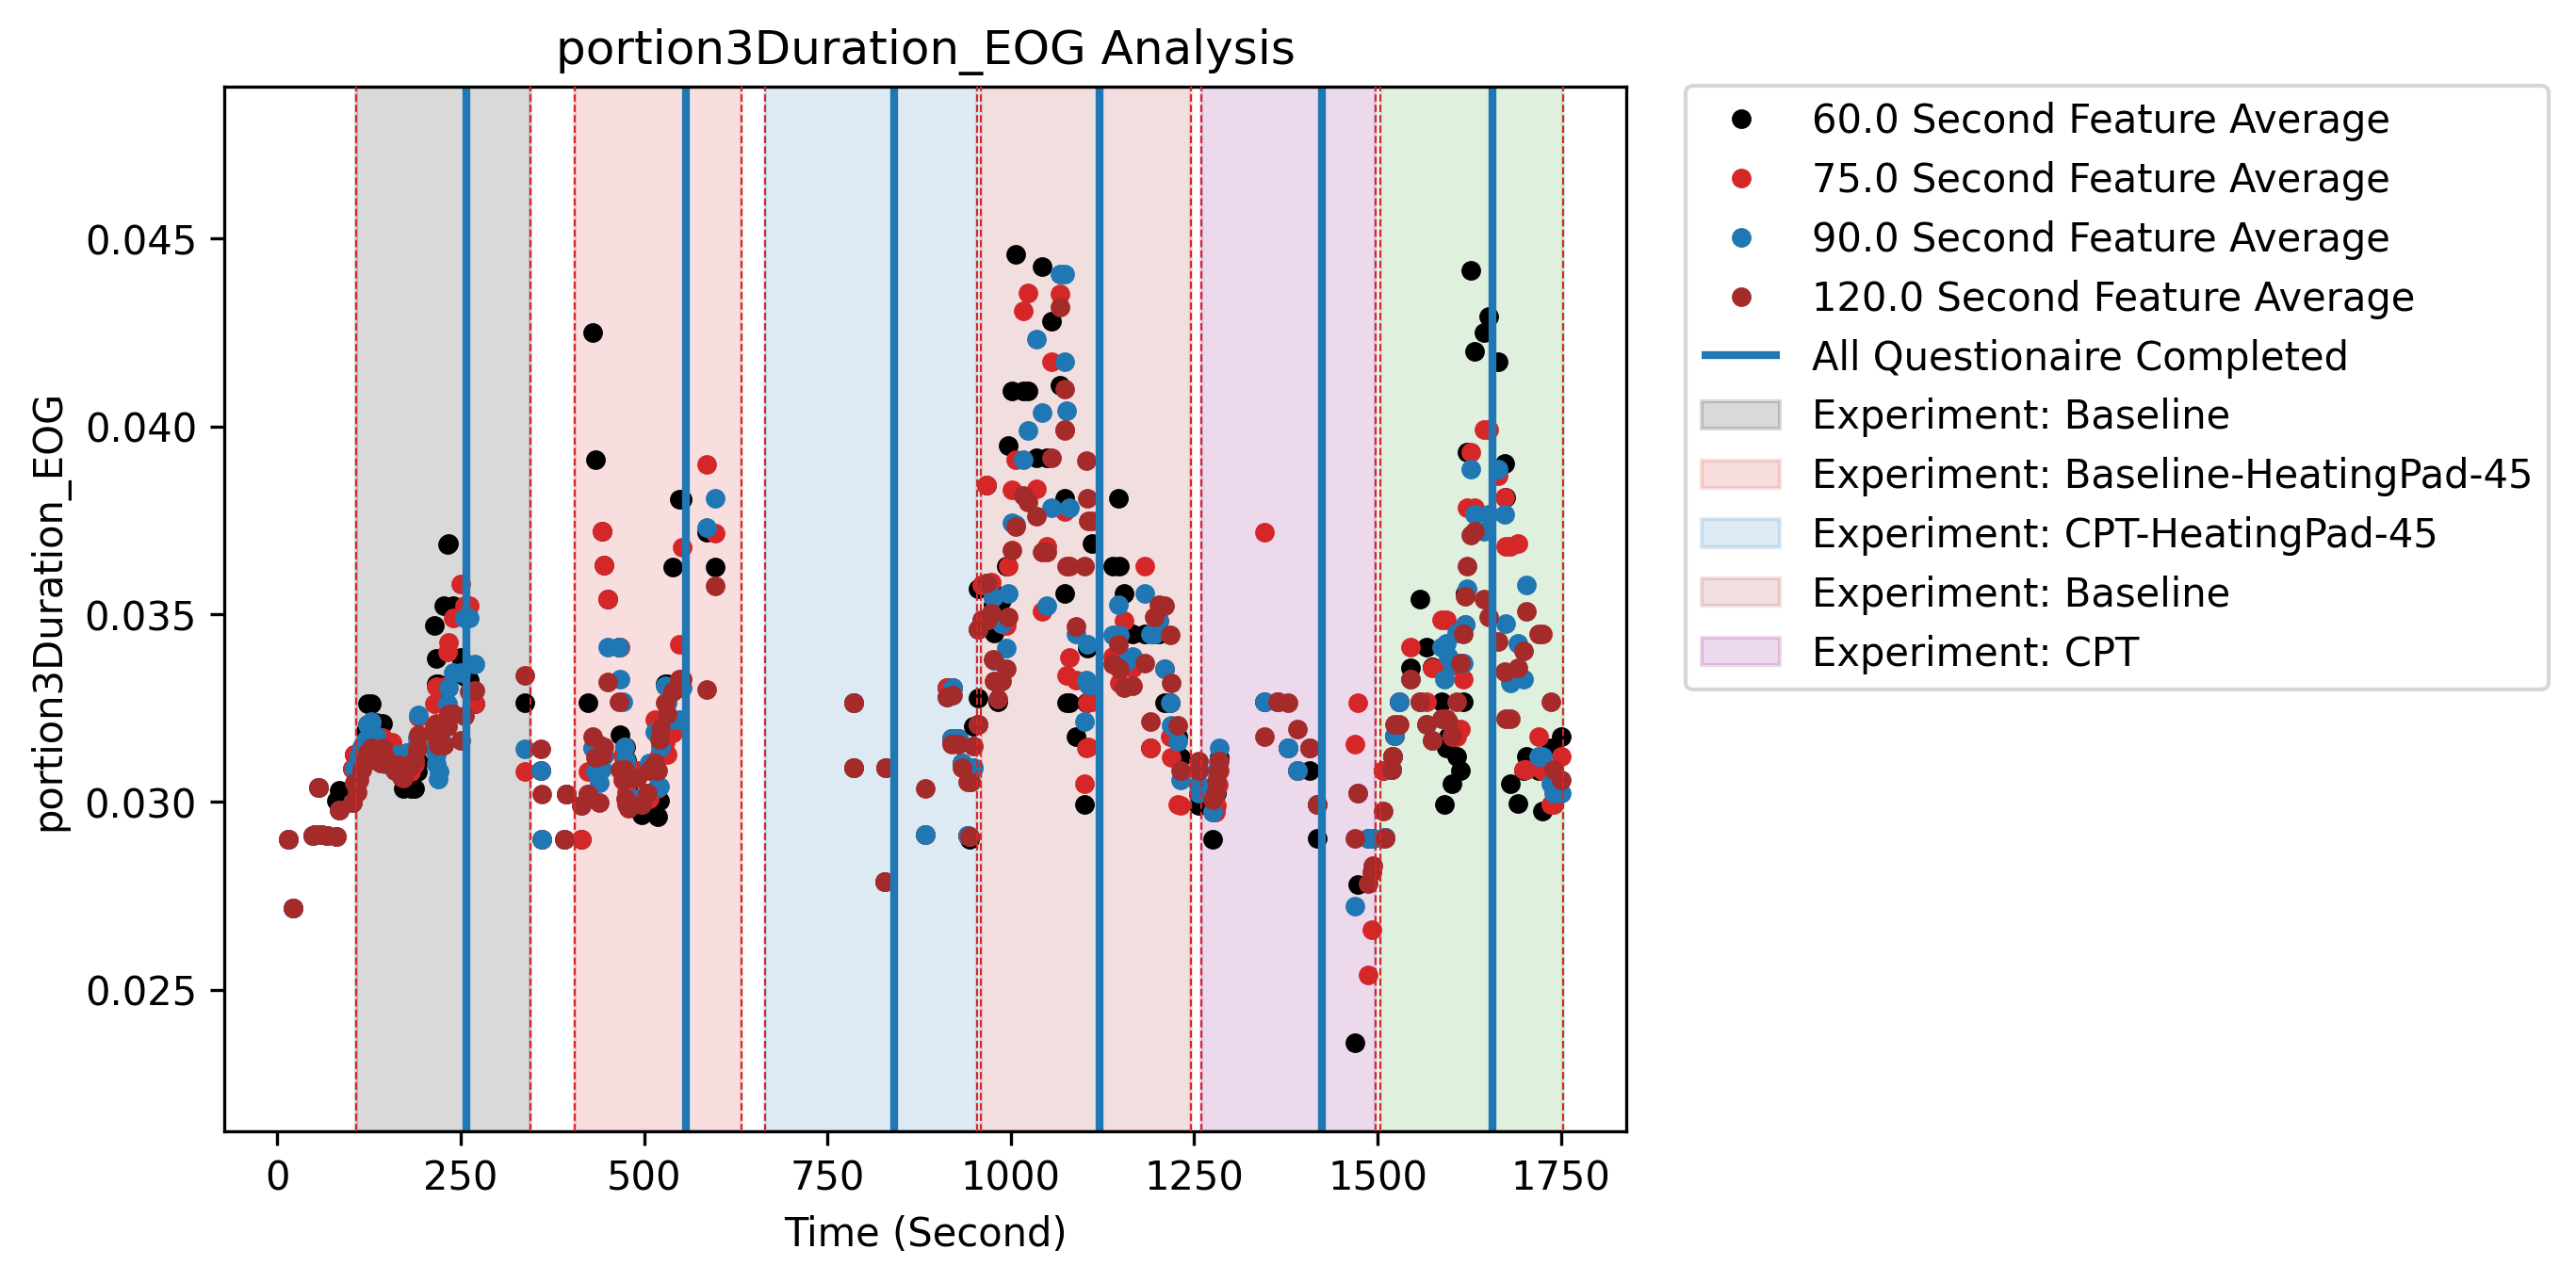 portion3Duration_EOG Analysis
portion3Duration_EOG
0.045
0.040
0.035
0.030
0.025
0
250
500
750
1000
1250
1500
1750
Time (Second)
60.0 Second Feature Average
75.0 Second Feature Average
90.0 Second Feature Average
120.0 Second Feature Average
All Questionaire Completed
Experiment: Baseline
Experiment: Baseline-HeatingPad-45
Experiment: CPT-HeatingPad-45
Experiment: Baseline
Experiment: CPT